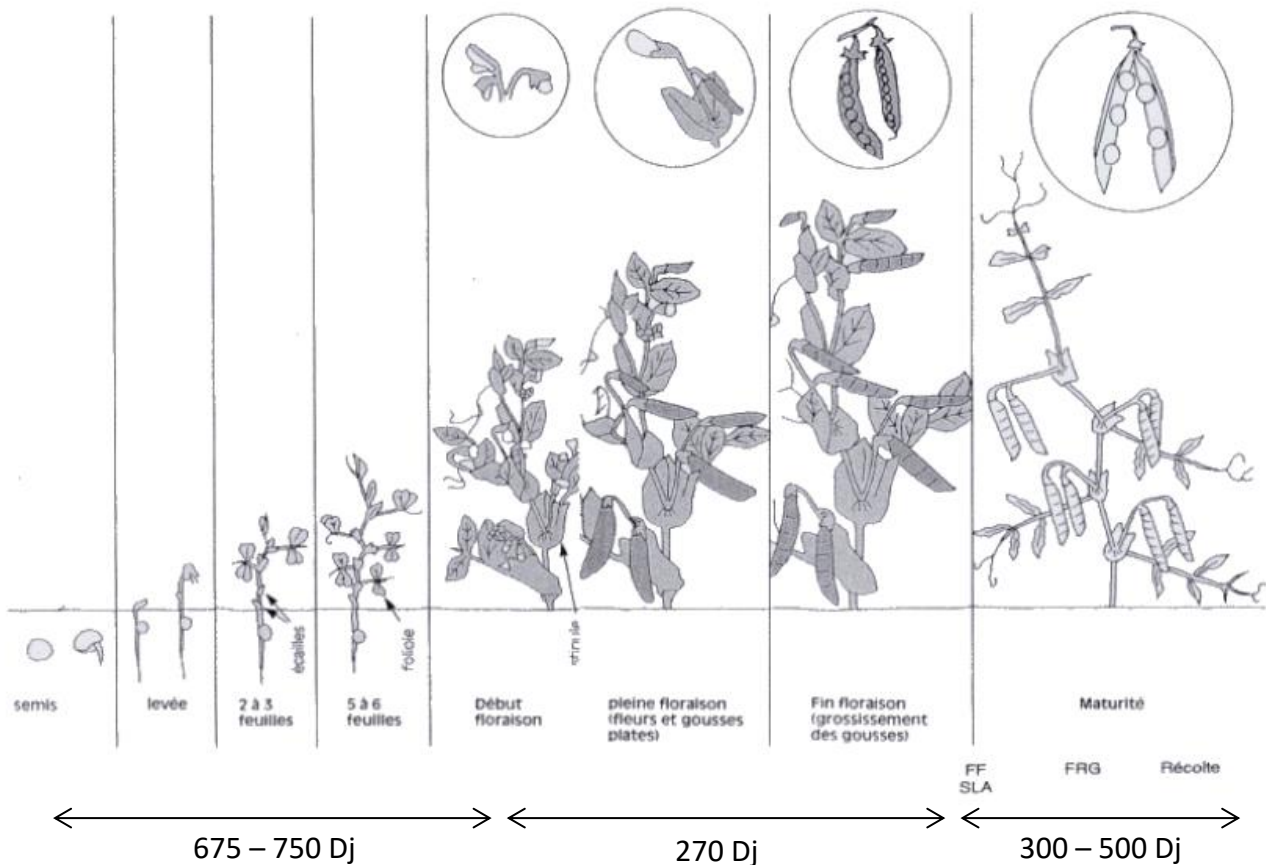 écailles
foliole
semis
levée
2 à 3
feuilles
5 à 6
feuilles
Début
floraison
pleine floraison
(fleurs et gousses
plates)
Fin floraison
(grossissement
des gousses)
Maturité
FF
SLA
FRG
Récolte
675 – 750 Dj
270 Dj
300 – 500 Dj